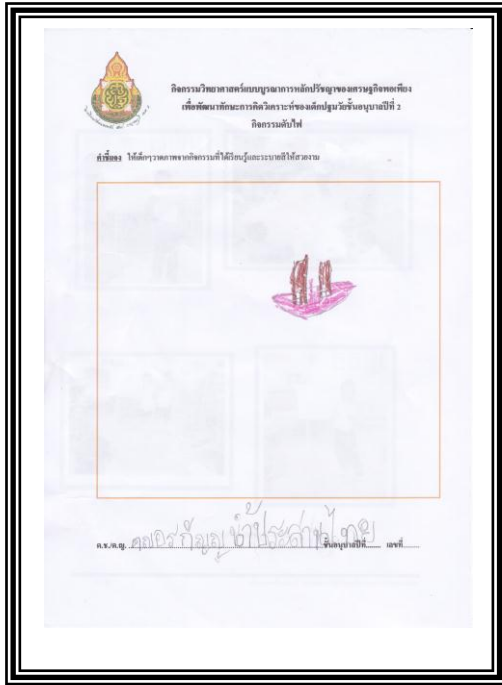 กิจกรรมวิทยาศาสตร์แบบบูรณาการหลักปรัชญาของเศรษฐกิจพอเพียง
เพื่อพัฒนาทักษะการคิดวิเคราะห์ของเด็กปฐมวัยชั้นอนุบาลปีที่ 2
กิจกรรมดับไฟ
คำชี้แจง ให้เด็กๆวาดภาพจากกิจกรรมที่ได้เรียนรู้และระบายสีให้สวยงาม
ด.ช./ด.ญ. ชั้นอนุบาลปีที่....... เลขที่.......